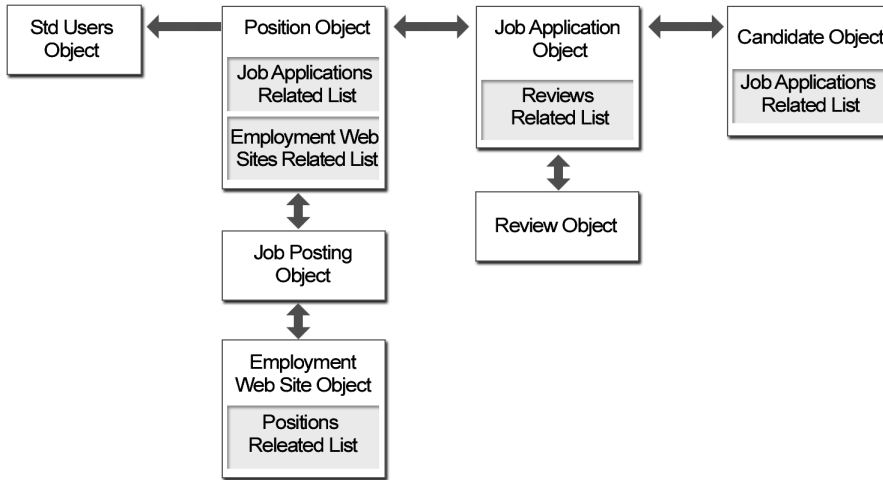 Std Users
Object
Position Object
Job Applications
Related List
Employment Web
Sites Related List
Job Application
Object
Reviews
Related List
Candidate Object
Job Applications
Related List
Review Object
Job Posting
Object
Employment
Web Site Object
Positions
Releated List